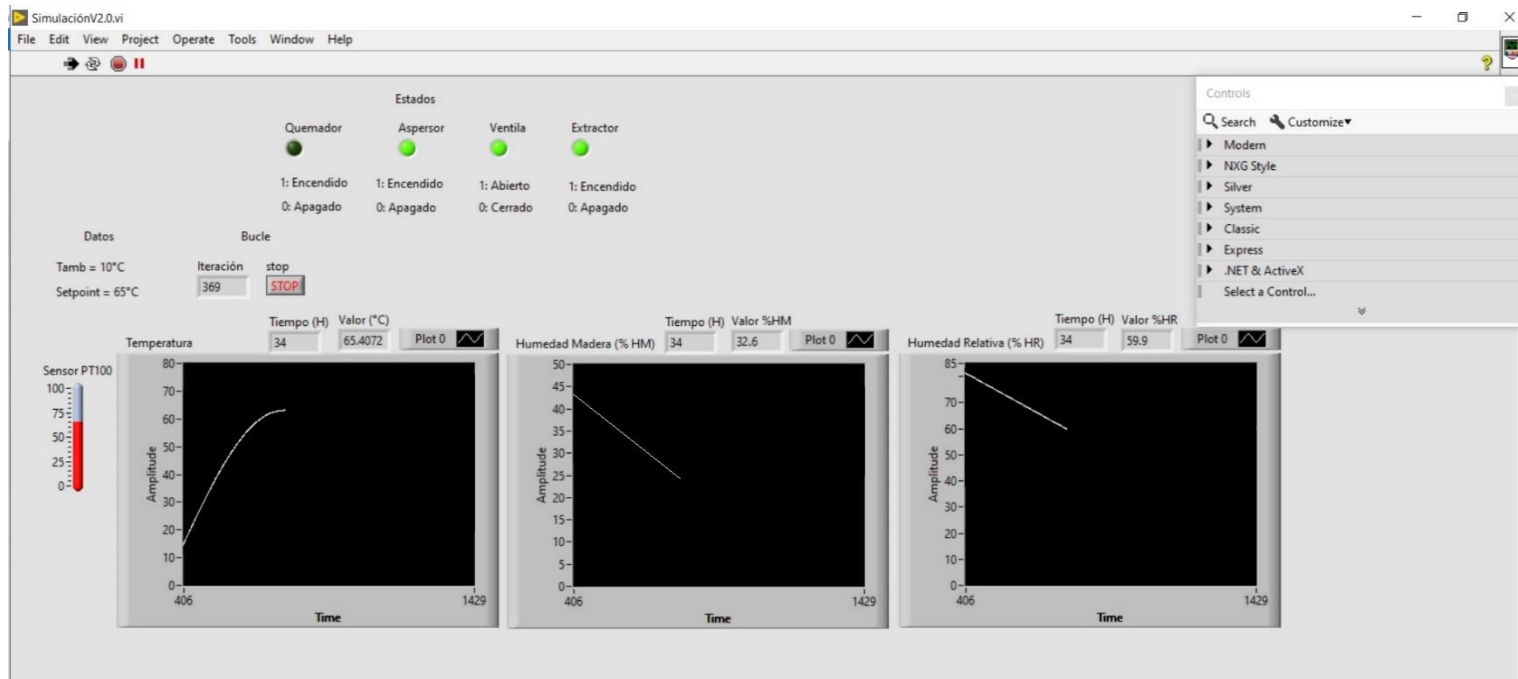 SimulaciónV2.0.vi
File Edit View Project Operate Tools Window Help
Controls
Search Customize
Modern
NXG Style
Silver
System
Classic
Express
.NET & ActiveX
Select a Control...
Estados
Quemador Aspersor Ventila Extractor
1: Encendido 1: Encendido 1: Abierto 1: Encendido
0: Apagado 0: Apagado 0: Cerrado 0: Apagado
Datos Bucle
Tamb = 10°C Iteración stop
Setpoint = 65°C 369 STOP
Sensor PT100
100
75
50
25
0
Tiempo (H) Valor (°C)
Temperatura 34 65.4072 Plot 0
80
70
60
50
40
30
20
10
0
Amplitude
406 1429
Time
Tiempo (H) Valor %HM
Humedad Madera (% HM) 34 32.6 Plot 0
50
45
40
35
30
25
20
15
10
5
0
Amplitude
406 1429
Time
Tiempo (H) Valor %HR
Humedad Relativa (% HR) 34 59.9 Plot 0
85
70
60
50
40
30
20
10
0
Amplitude
406 1429
Time